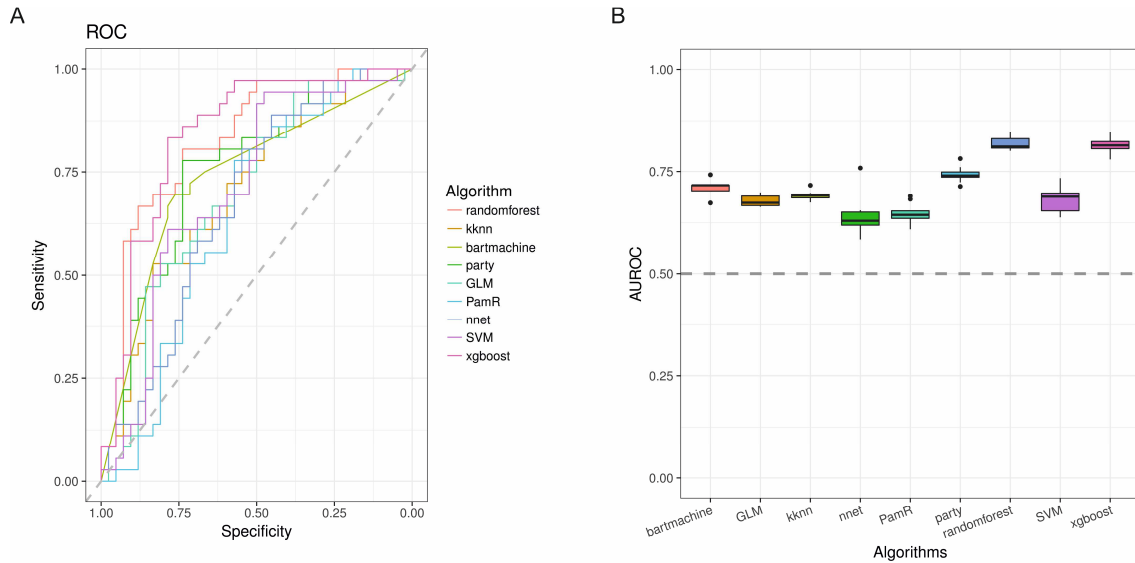 A
ROC
1.00
0.75
0.50
0.25
0.00
Sensitivity
1.00
0.75
0.50
0.25
0.00
Specificity
Algorithm
randomforest
kknn
bartmachine
party
GLM
PamR
nnet
SVM
xgboost
B
1.00
0.75
0.50
0.25
0.00
AUROC
bartmachine
GLM
kknn
nnet
PamR
party
randomforest
SVM
xgboost
Algorithms